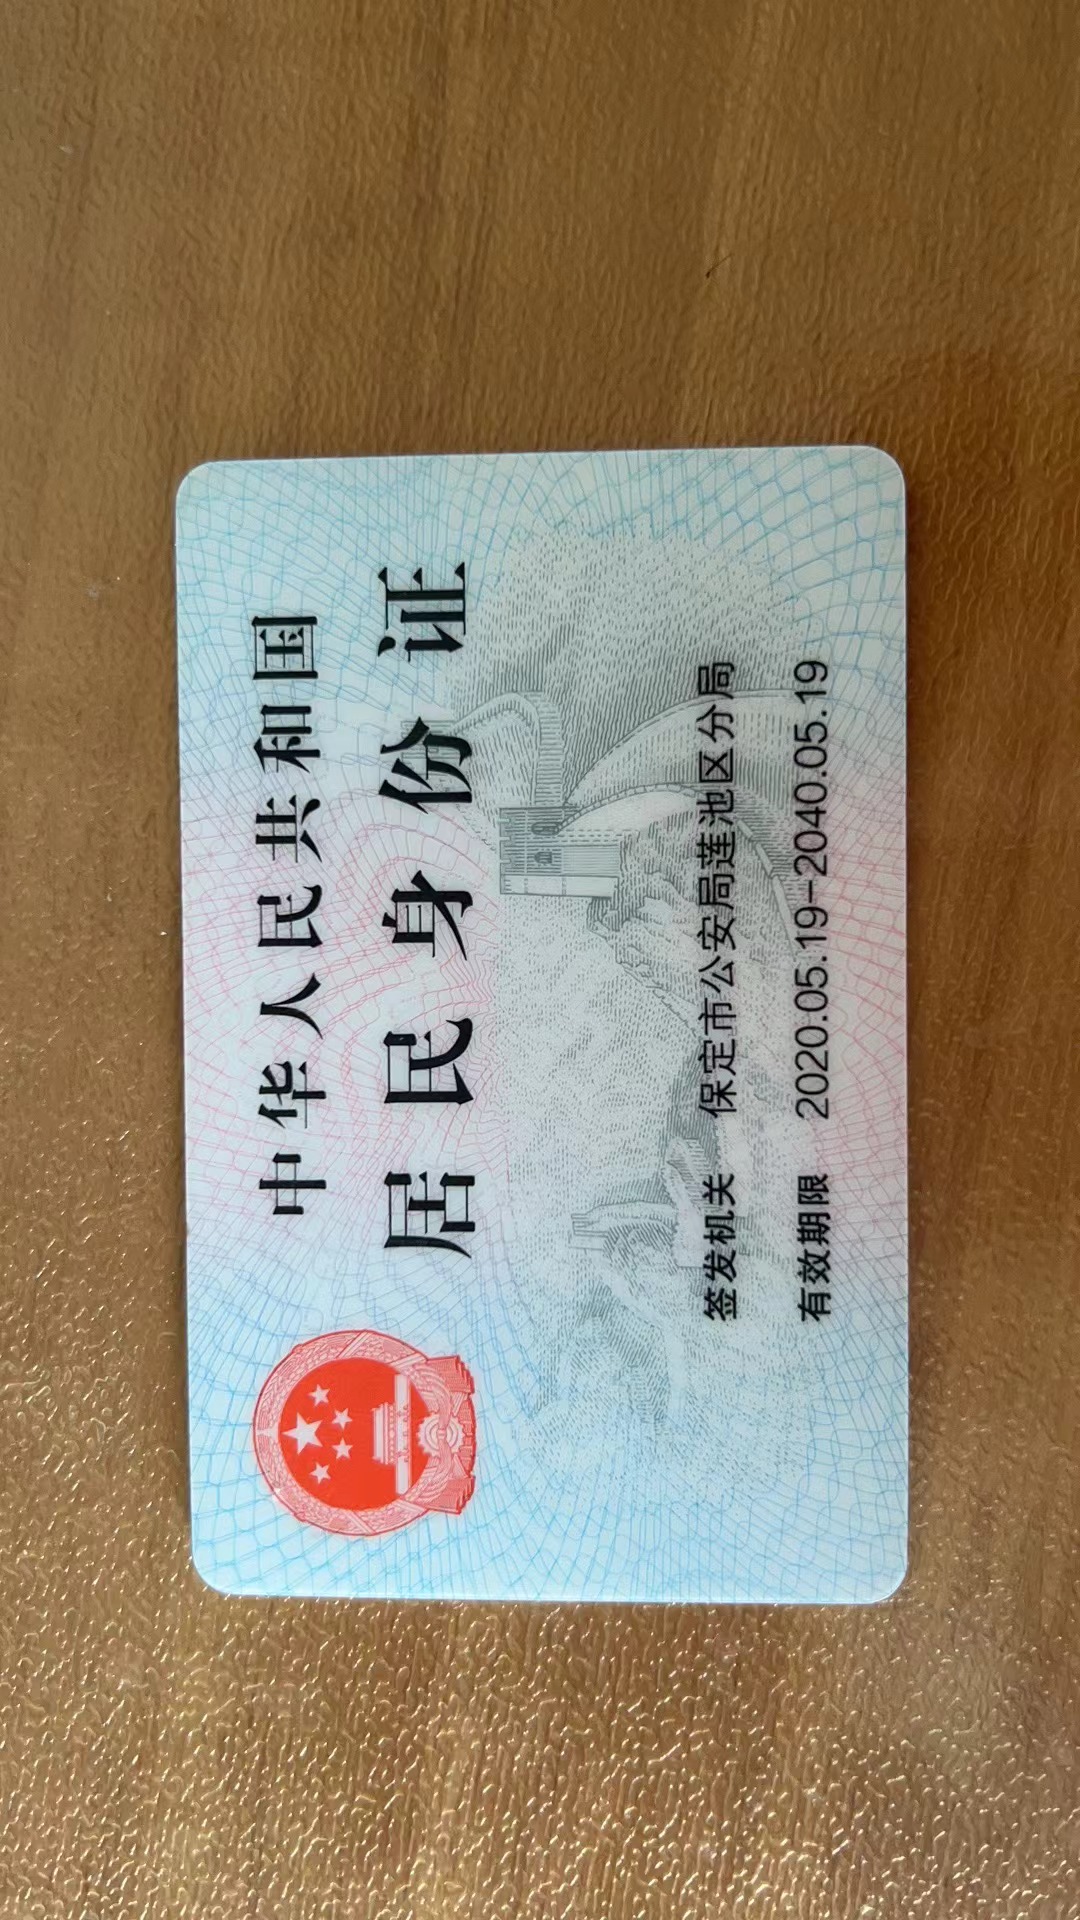 中华人民共和国
居民身份证
签发机关 保定市公安局莲池区分局
有效期限 2020.05.19-2040.05.19